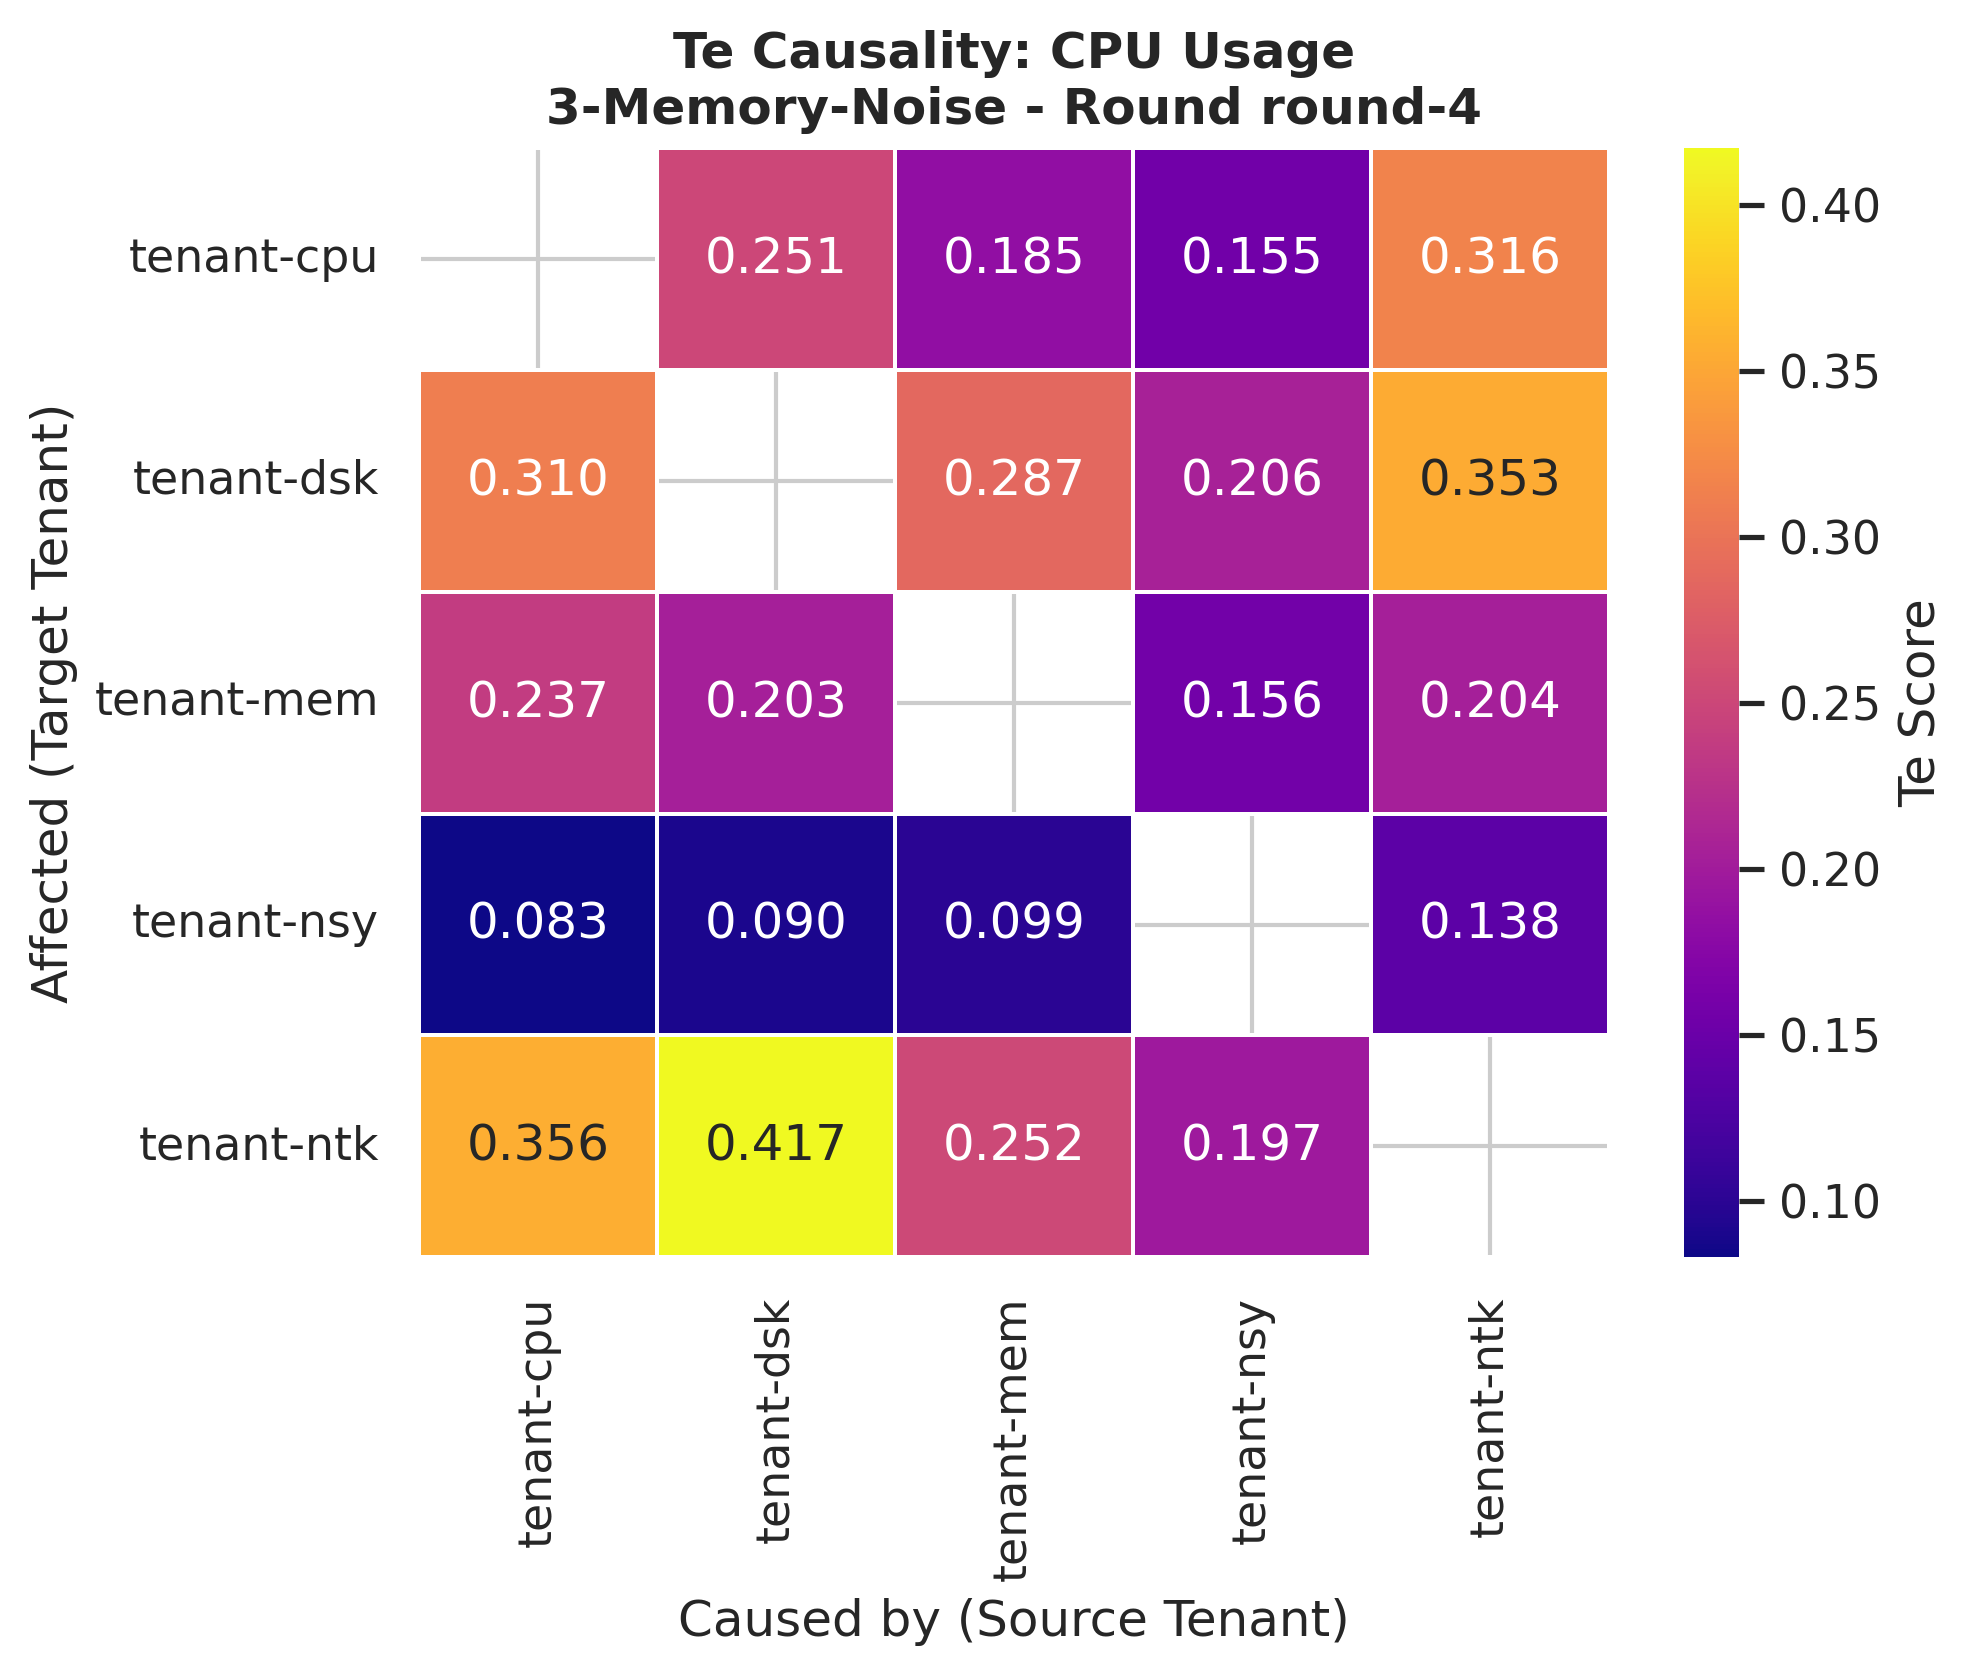 Te Causality: CPU Usage
3-Memory-Noise - Round round-4
Affected (Target Tenant)
tenant-cpu
0.251 0.185 0.155 0.316
tenant-dsk
0.310 0.287 0.206 0.353
tenant-mem
0.237 0.203 0.156 0.204
tenant-nsy
0.083 0.090 0.099 0.138
tenant-ntk
0.356 0.417 0.252 0.197
tenant-cpu
tenant-dsk
tenant-mem
tenant-nsy
tenant-ntk
Caused by (Source Tenant)
0.40
0.35
0.30
0.25
0.20
0.15
0.10
Te Score